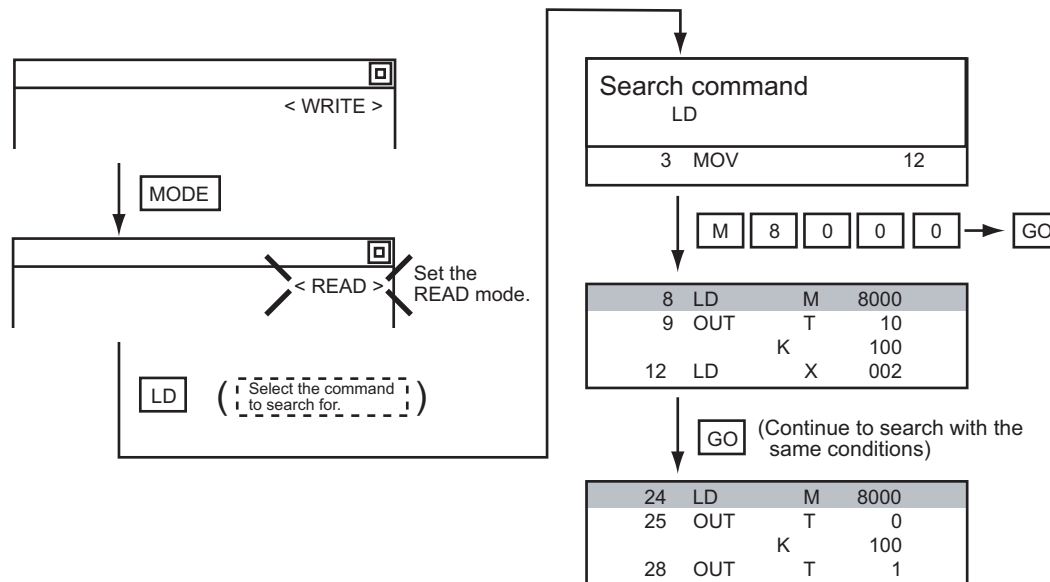 < WRITE >
MODE
< READ >
Set the
READ mode.
LD
( Select the command
to search for. )
Search command
LD
3 MOV 12
M 8 0 0 0 GO
8 LD M 8000
9 OUT T 10
K 100
12 LD X 002
GO (Continue to search with the
same conditions)
24 LD M 8000
25 OUT T 0
K 100
28 OUT T 1